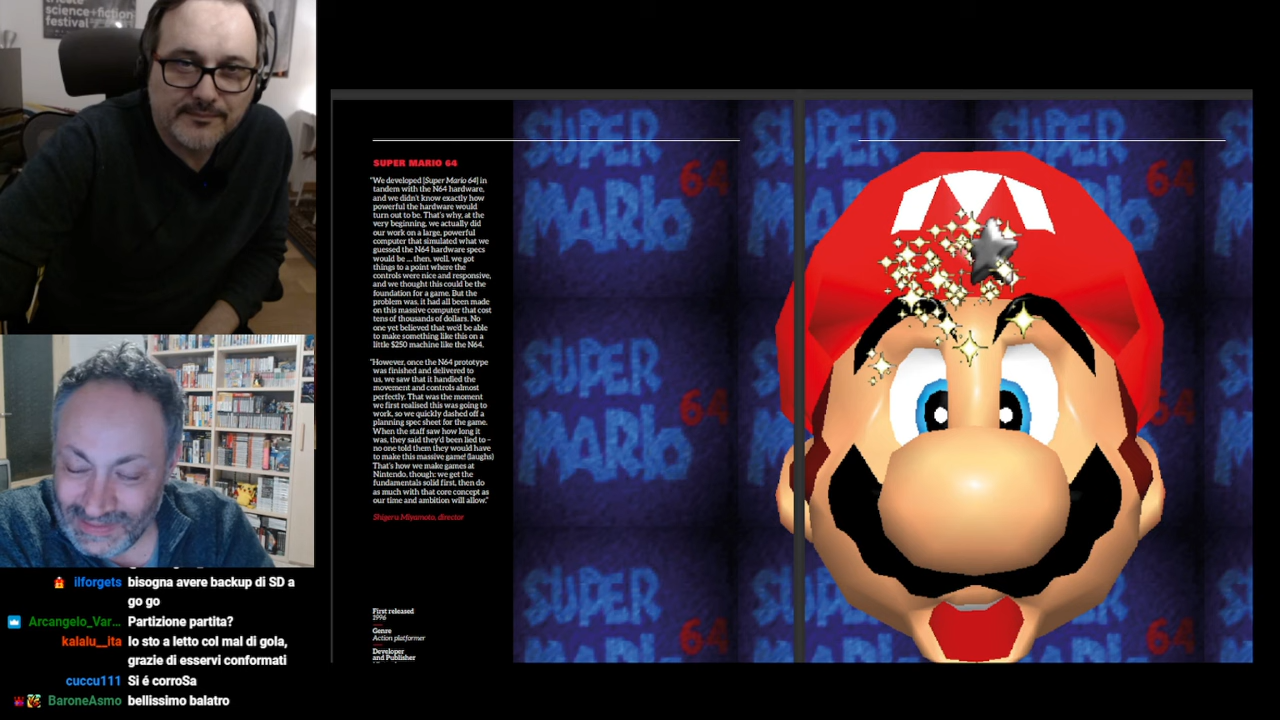 trieste
science+fiction
festival
SUPER MARIO 64
"We developed [Super Mario 64] in
tandem with the N64 hardware,
and we didn't know exactly how
powerful the hardware would
turn out to be. That's why, at the
very beginning, we actually did
our work on a large, powerful
computer that simulated what we
guessed the N64 hardware specs
would be ... then, well, we got
things to a point where the
controls were nice and responsive,
and we thought this could be the
foundation for a game. But the
problem was, it had all been made
on this massive computer that cost
tens of thousands of dollars. No
one yet believed that we'd be able
to make something like this on a
little $250 machine like the N64.
"However, once the N64 prototype
was finished and delivered to
us, we saw that it handled the
movement and controls almost
perfectly. That was the moment
we first realised this was going to
work, so we quickly dashed off a
planning spec sheet for the game.
When the staff saw how long it
was, they said they'd been lied to –
no one told them they would have
to make this massive game! (laughs)
That's how we make games at
Nintendo, though: we get the
fundamentals solid first, then do
as much with that core concept as
our time and ambition will allow."
Shigeru Miyamoto, director
First released
1996
Genre
Action platformer
Developer
and Publisher
SUPER
MARIO 64
SUPER
MARIO 64
SUPER
MARIO 64
ilforgets bisogna avere backup di SD a
go go
Arcangelo_Var... Partizione partita?
kalalu__ita Io sto a letto col mal di gola,
grazie di esservi conformati
cuccu111 Si é corroSa
BaroneAsmo bellissimo balatro